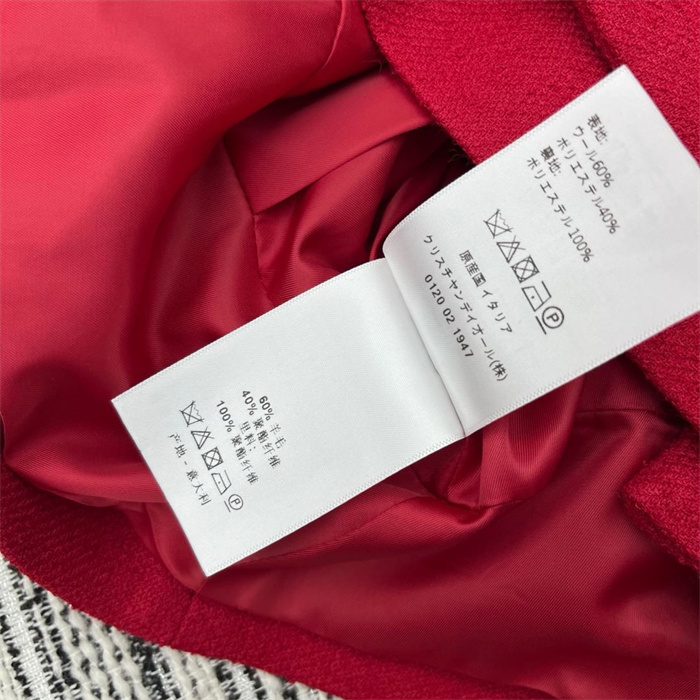 表地:
ウール60%
ポリエステル40%
裏地:
ポリエステル100%
P
原産国 イタリア
クリスチャンデイオール(株)
0120 02 1947
60% 羊毛
40% 聚酯纤维
里料:
100% 聚酯纤维
P
产地 - 意大利